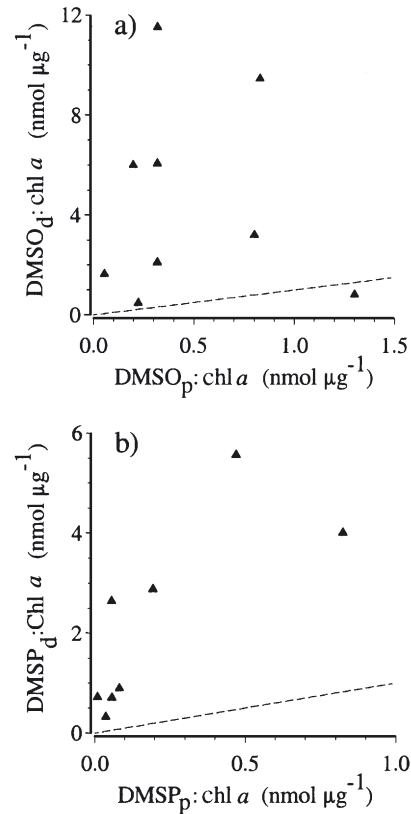 a)
12
8
4
0
DMSOd: chl a (nmol µg-1)
0.0 0.5 1.0 1.5
DMSOp: chl a (nmol µg-1)
b)
6
4
2
0
DMSPd:Chl a (nmol µg-1)
0.0 0.5 1.0
DMSPp: chl a (nmol µg-1)